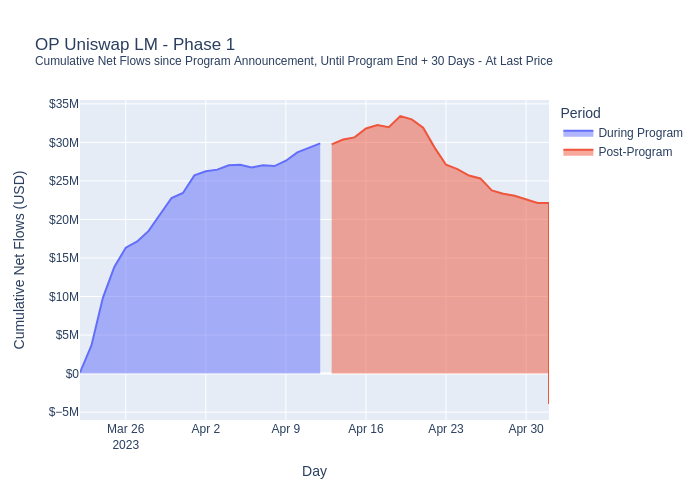 OP Uniswap LM - Phase 1
Cumulative Net Flows since Program Announcement, Until Program End + 30 Days - At Last Price
Period
During Program
Post-Program
Cumulative Net Flows (USD)
$35M
$30M
$25M
$20M
$15M
$10M
$5M
$0
$−5M
Mar 26
2023
Apr 2
Apr 9
Apr 16
Apr 23
Apr 30
Day